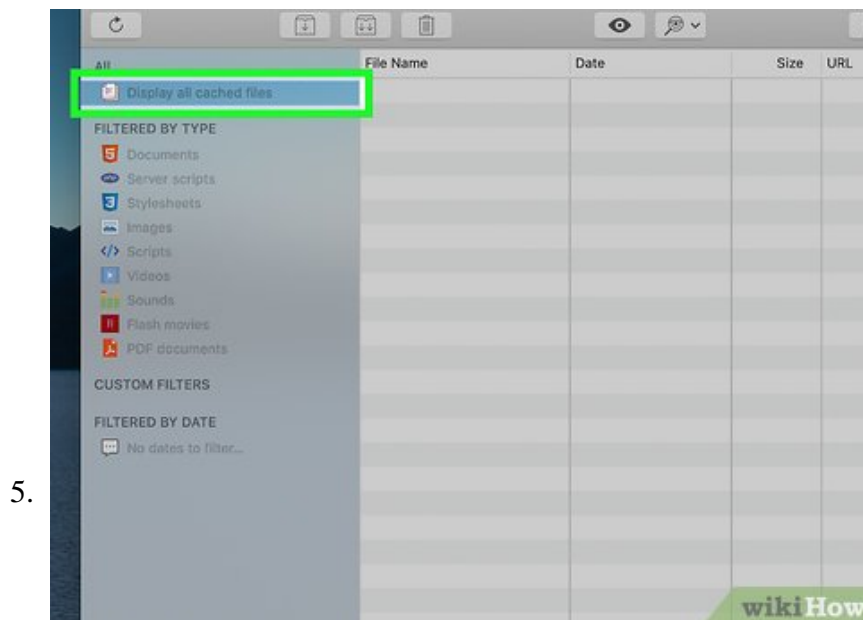 All
File Name Date Size URL
Display all cached files
FILTERED BY TYPE
Documents
Server scripts
Stylesheets
Images
Scripts
Videos
Sounds
Flash movies
PDF documents
CUSTOM FILTERS
FILTERED BY DATE
No dates to filter...
5.
wikiHow